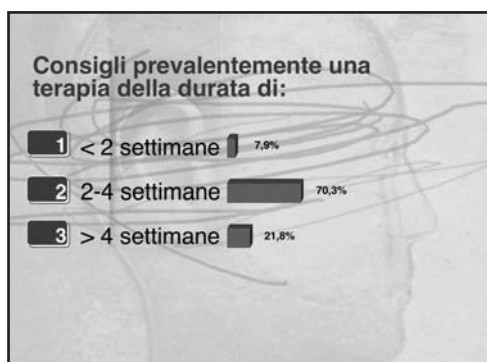 Consigli prevalentemente una
terapia della durata di:
1 < 2 settimane 7,9%
2 2-4 settimane 70,3%
3 > 4 settimane 21,8%